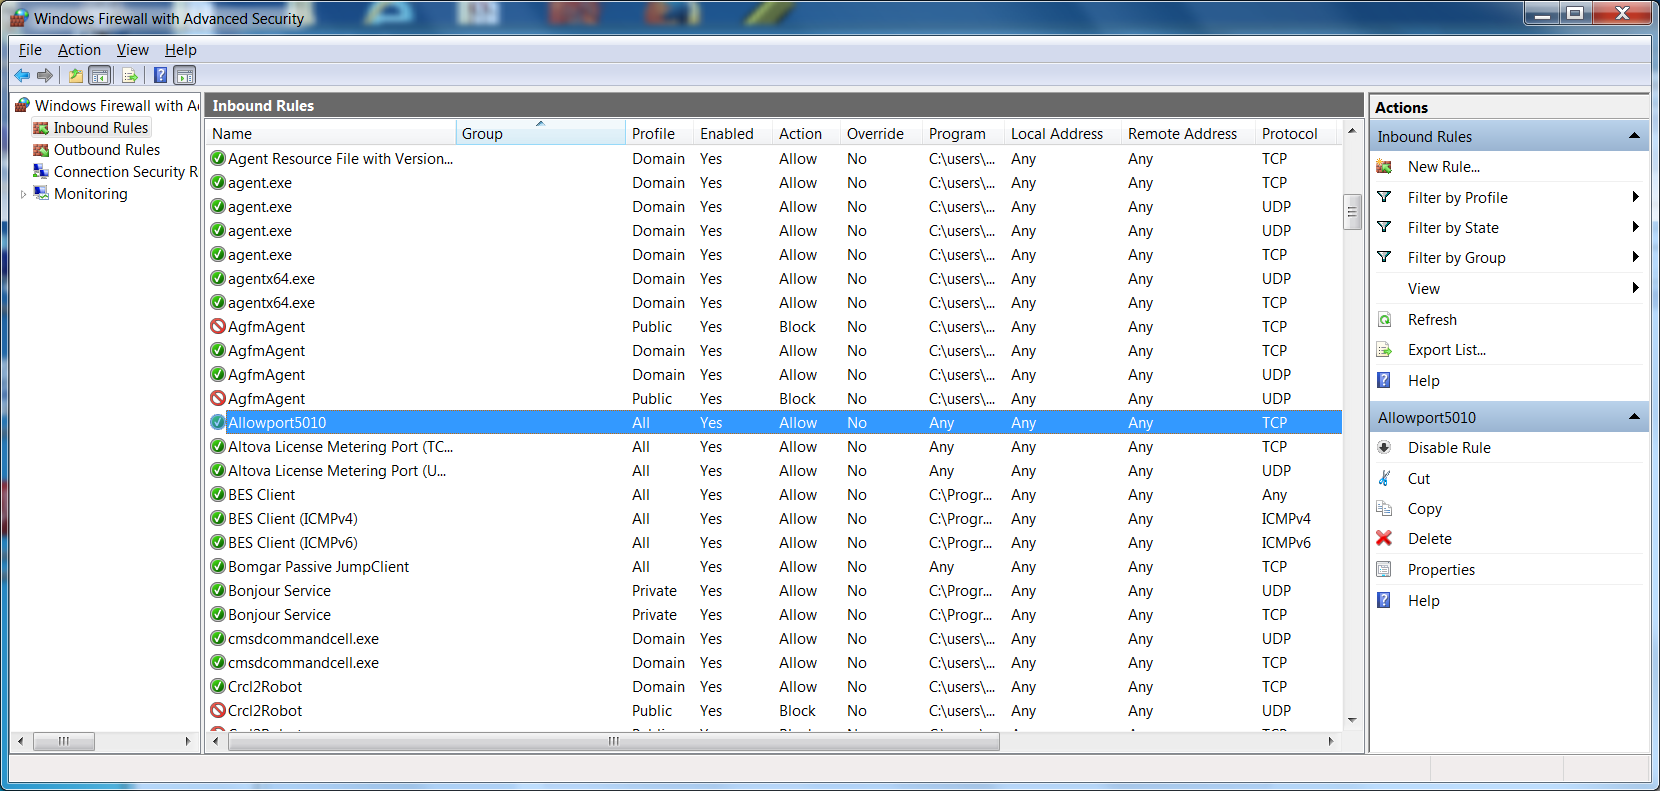 Windows Firewall with Advanced Security
File Action View Help
Windows Firewall with A
Inbound Rules
Outbound Rules
Connection Security R
Monitoring
Inbound Rules
Name Group Profile Enabled Action Override Program Local Address Remote Address Protocol
Agent Resource File with Version... Domain Yes Allow No C:\users\... Any Any TCP
agent.exe Domain Yes Allow No C:\users\... Any Any TCP
agent.exe Domain Yes Allow No C:\users\... Any Any UDP
agent.exe Domain Yes Allow No C:\users\... Any Any UDP
agent.exe Domain Yes Allow No C:\users\... Any Any TCP
agentx64.exe Domain Yes Allow No C:\users\... Any Any UDP
agentx64.exe Domain Yes Allow No C:\users\... Any Any TCP
AgfmAgent Public Yes Block No C:\users\... Any Any TCP
AgfmAgent Domain Yes Allow No C:\users\... Any Any TCP
AgfmAgent Domain Yes Allow No C:\users\... Any Any UDP
AgfmAgent Public Yes Block No C:\users\... Any Any UDP
Allowport5010 All Yes Allow No Any Any Any TCP
Altova License Metering Port (TC... All Yes Allow No Any Any Any TCP
Altova License Metering Port (U... All Yes Allow No Any Any Any UDP
BES Client All Yes Allow No C:\Progr... Any Any Any
BES Client (ICMPv4) All Yes Allow No C:\Progr... Any Any ICMPv4
BES Client (ICMPv6) All Yes Allow No C:\Progr... Any Any ICMPv6
Bomgar Passive JumpClient All Yes Allow No Any Any Any TCP
Bonjour Service Private Yes Allow No C:\Progr... Any Any UDP
Bonjour Service Private Yes Allow No C:\Progr... Any Any TCP
cmsdcommandcell.exe Domain Yes Allow No C:\users\... Any Any UDP
cmsdcommandcell.exe Domain Yes Allow No C:\users\... Any Any TCP
Crcl2Robot Domain Yes Allow No C:\users\... Any Any TCP
Crcl2Robot Public Yes Block No C:\users\... Any Any UDP
Actions
Inbound Rules
New Rule...
Filter by Profile
Filter by State
Filter by Group
View
Refresh
Export List...
Help
Allowport5010
Disable Rule
Cut
Copy
Delete
Properties
Help